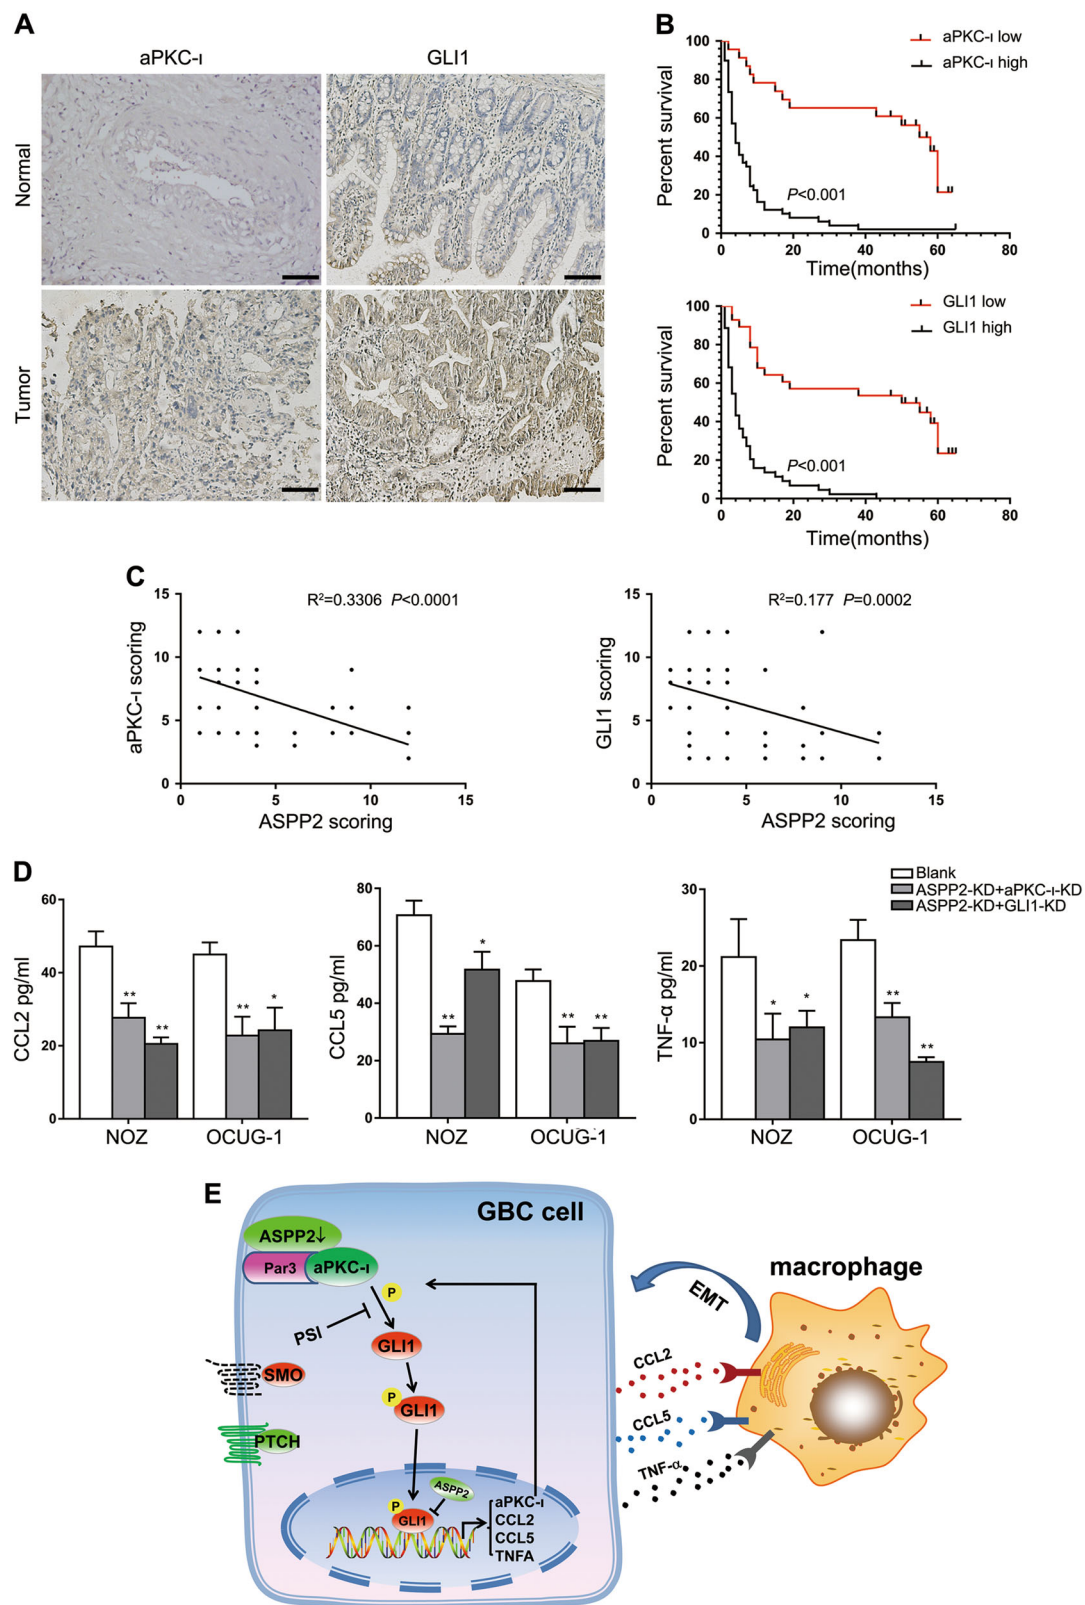 A
aPKC-ι
GLI1
Normal
Tumor
B
aPKC-ι low
aPKC-ι high
Percent survival
100
80
60
40
20
0
P<0.001
0
20
40
60
80
Time(months)
GLI1 low
GLI1 high
Percent survival
100
80
60
40
20
0
P<0.001
0
20
40
60
80
Time(months)
C
R²=0.3306 P<0.0001
aPKC-ι scoring
15
10
5
0
0
5
10
15
ASPP2 scoring
R²=0.177 P=0.0002
GLI1 scoring
15
10
5
0
0
5
10
15
ASPP2 scoring
D
Blank
ASPP2-KD+aPKC-ι-KD
ASPP2-KD+GLI1-KD
CCL2 pg/ml
60
40
20
0
**
**
**
*
NOZ
OCUG-1
CCL5 pg/ml
80
60
40
20
0
**
*
**
**
NOZ
OCUG-1
TNF-α pg/ml
30
20
10
0
*
*
**
**
NOZ
OCUG-1
E
GBC cell
ASPP2↓
Par3
aPKC-ι
P
PSI
GLI1
SMO
P
GLI1
PTCH
ASPP2
P
GLI1
aPKC-ι
CCL2
CCL5
TNFA
macrophage
EMT
CCL2
CCL5
TNF-α